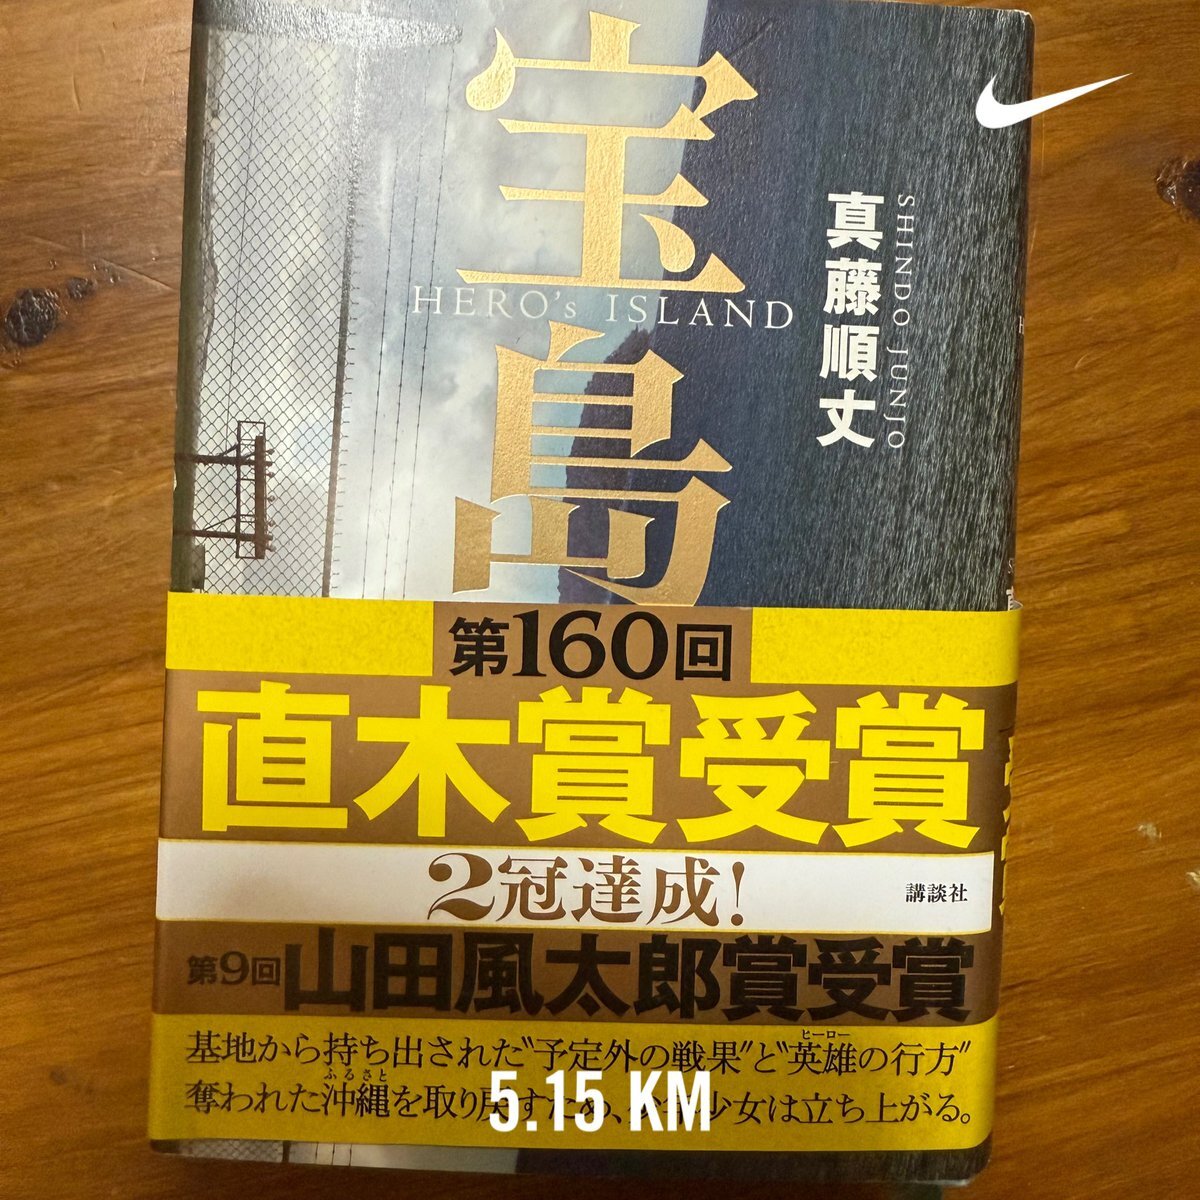 宝島
HERO's ISLAND
真藤順丈
SHINDO JUNJO
第160回
直木賞受賞
2冠達成!
講談社
第9回山田風太郎賞受賞
基地から持ち出された"予定外の戦果"と"英雄の行方"
ヒーロー
奪われた沖縄を取り戻すため、少女は立ち上がる。
ふるさと
5.15 KM